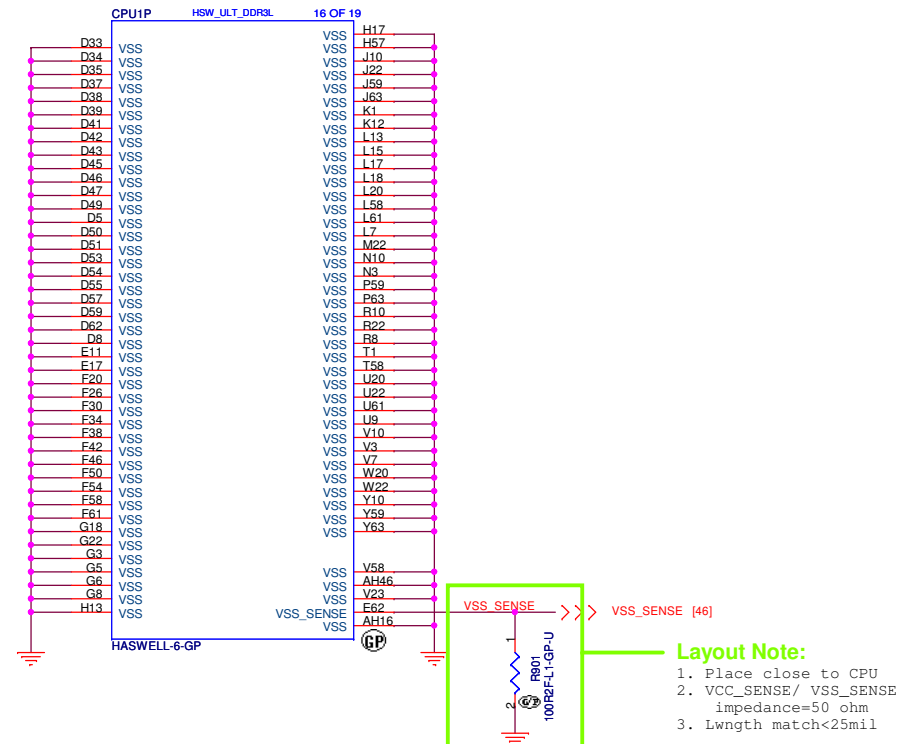 CPU1P HSW_ULT_DDR3L 16 OF 19
VSS H17
D33 VSS VSS H57
D34 VSS VSS J10
D35 VSS VSS J22
D37 VSS VSS J59
D38 VSS VSS J63
D39 VSS VSS K1
D41 VSS VSS K12
D42 VSS VSS L13
D43 VSS VSS L15
D45 VSS VSS L17
D46 VSS VSS L18
D47 VSS VSS L20
D49 VSS VSS L58
D5 VSS VSS L61
D50 VSS VSS L7
D51 VSS VSS M22
D53 VSS VSS N10
D54 VSS VSS N3
D55 VSS VSS P59
D57 VSS VSS P63
D59 VSS VSS R10
D62 VSS VSS R22
D8 VSS VSS R8
E11 VSS VSS T1
E17 VSS VSS T58
F20 VSS VSS U20
F26 VSS VSS U22
F30 VSS VSS U61
F34 VSS VSS U9
F38 VSS VSS V10
F42 VSS VSS V3
F46 VSS VSS V7
F50 VSS VSS W20
F54 VSS VSS W22
F58 VSS VSS Y10
F61 VSS VSS Y59
G18 VSS VSS Y63
G22 VSS
G3 VSS
G5 VSS VSS V58
G6 VSS VSS AH46
G8 VSS VSS V23
H13 VSS VSS_SENSE E62 VSS_SENSE VSS_SENSE [46]
VSS AH16
HASWELL-6-GP
GP
1
R901
100R2F-L1-GP-U
2
GP
Layout Note:
1. Place close to CPU
2. VCC_SENSE/ VSS_SENSE
impedance=50 ohm
3. Lwngth match<25mil